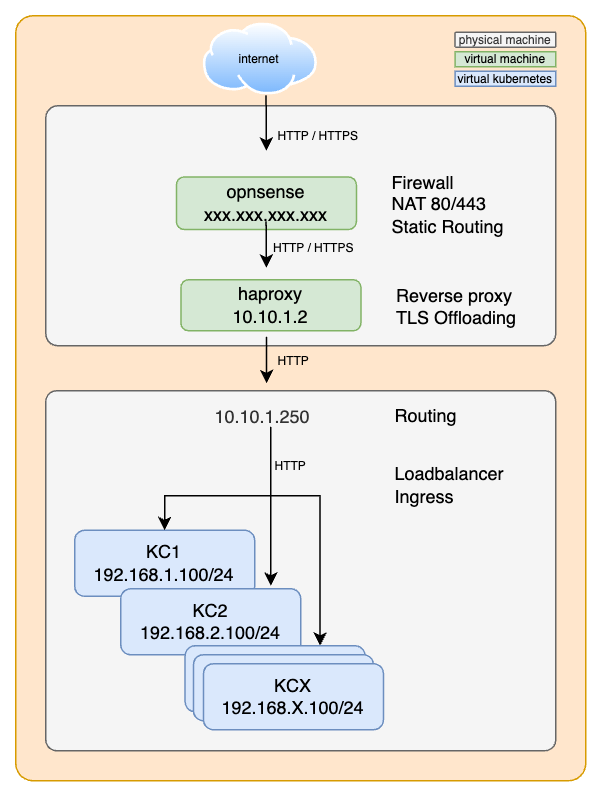 internet
physical machine
virtual machine
virtual kubernetes
HTTP / HTTPS
opnsense
xxx.xxx.xxx.xxx
Firewall
NAT 80/443
Static Routing
HTTP / HTTPS
haproxy
10.10.1.2
Reverse proxy
TLS Offloading
HTTP
10.10.1.250
Routing
HTTP
Loadbalancer
Ingress
KC1
192.168.1.100/24
KC2
192.168.2.100/24
KCX
192.168.X.100/24